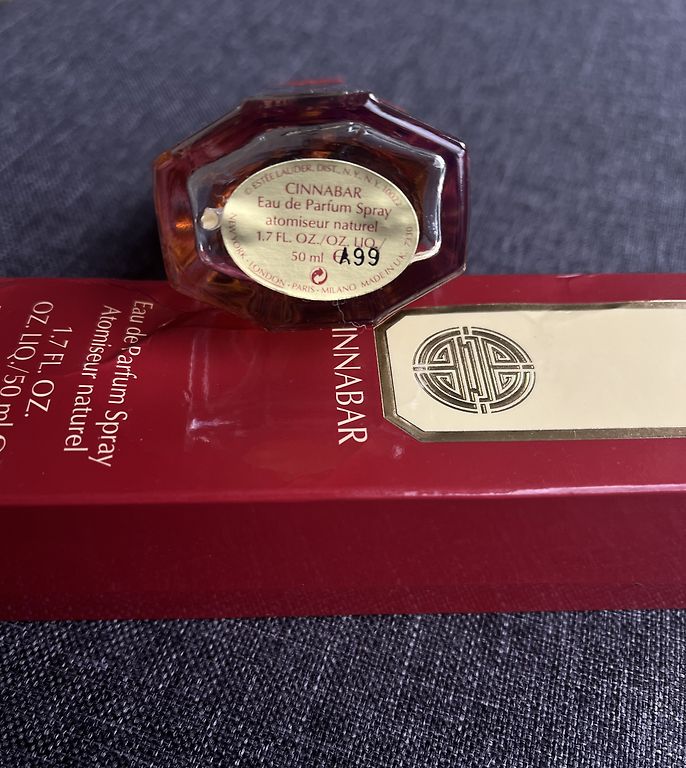 © ESTÉE LAUDER, DIST., N.Y., N.Y. 10022
CINNABAR
Eau de Parfum Spray
atomiseur naturel
1.7 FL. OZ./OZ. LIQ./
50 ml
A99
NEW YORK · LONDON · PARIS · MILANO MADE IN U.K.
CINNABAR
Eau de Parfum Spray
Atomiseur naturel
1.7 FL. OZ.
OZ. LIQ/50 ml